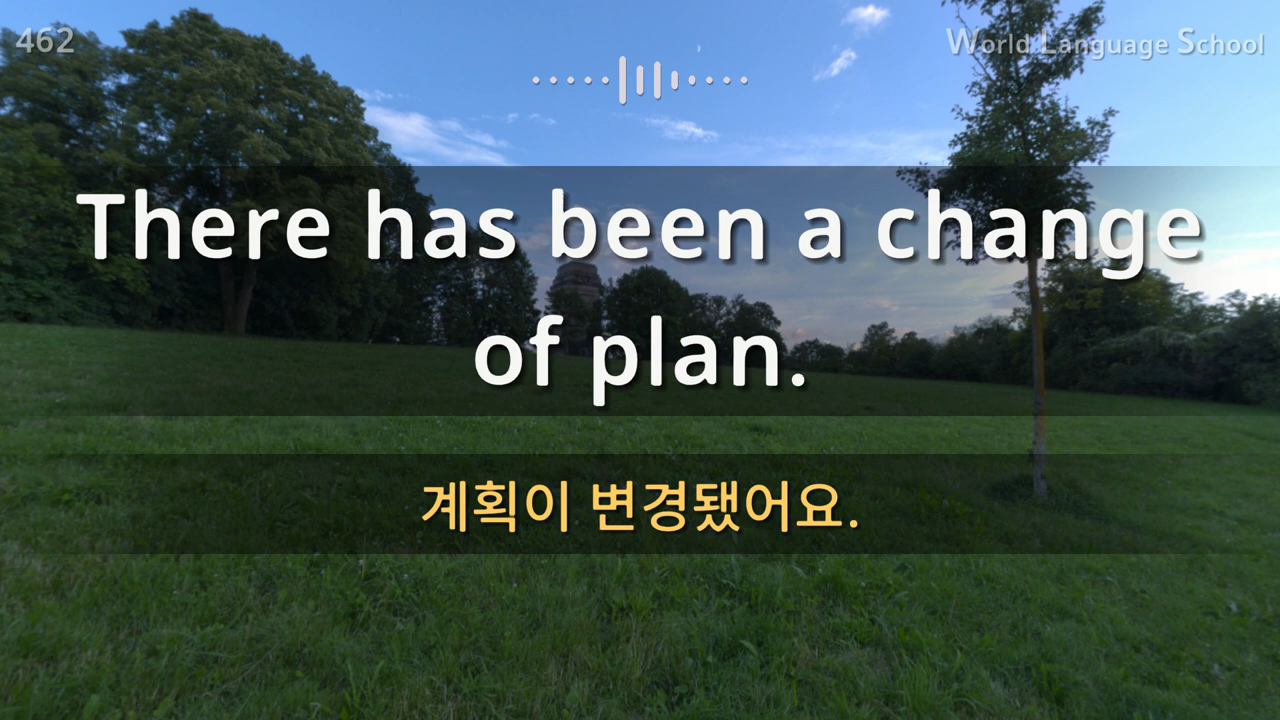 462
World Language School
There has been a change
of plan.
계획이 변경됐어요.